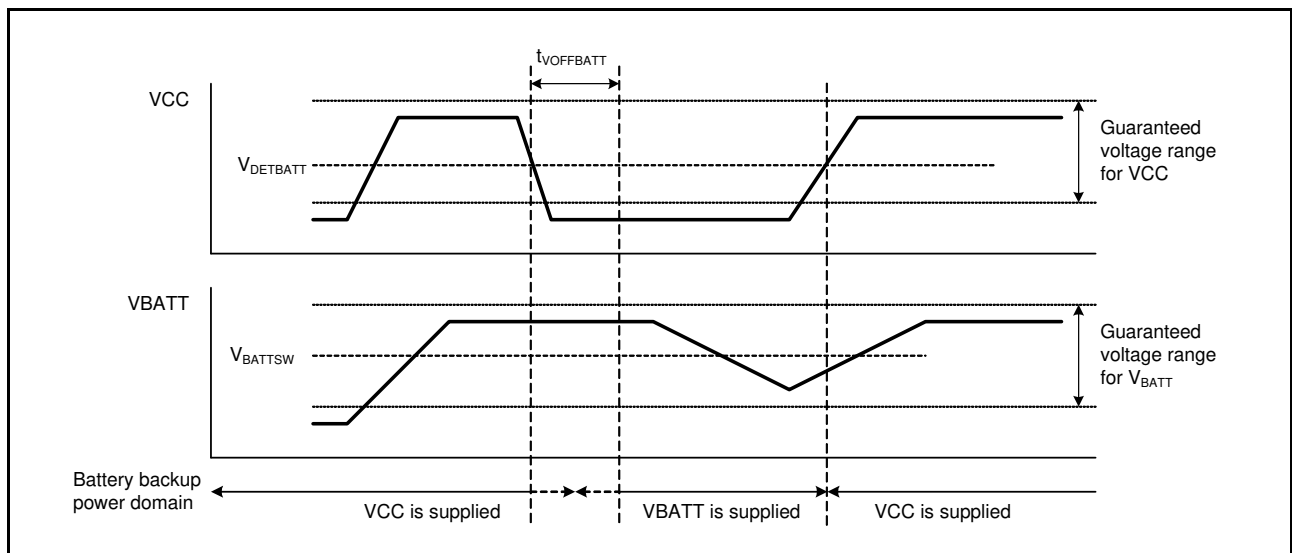 tVOFFBATT
VCC
VDETBATT
Guaranteed
voltage range
for VCC
VBATT
VBATTSW
Guaranteed
voltage range
for VBATT
Battery backup
power domain
VCC is supplied
VBATT is supplied
VCC is supplied